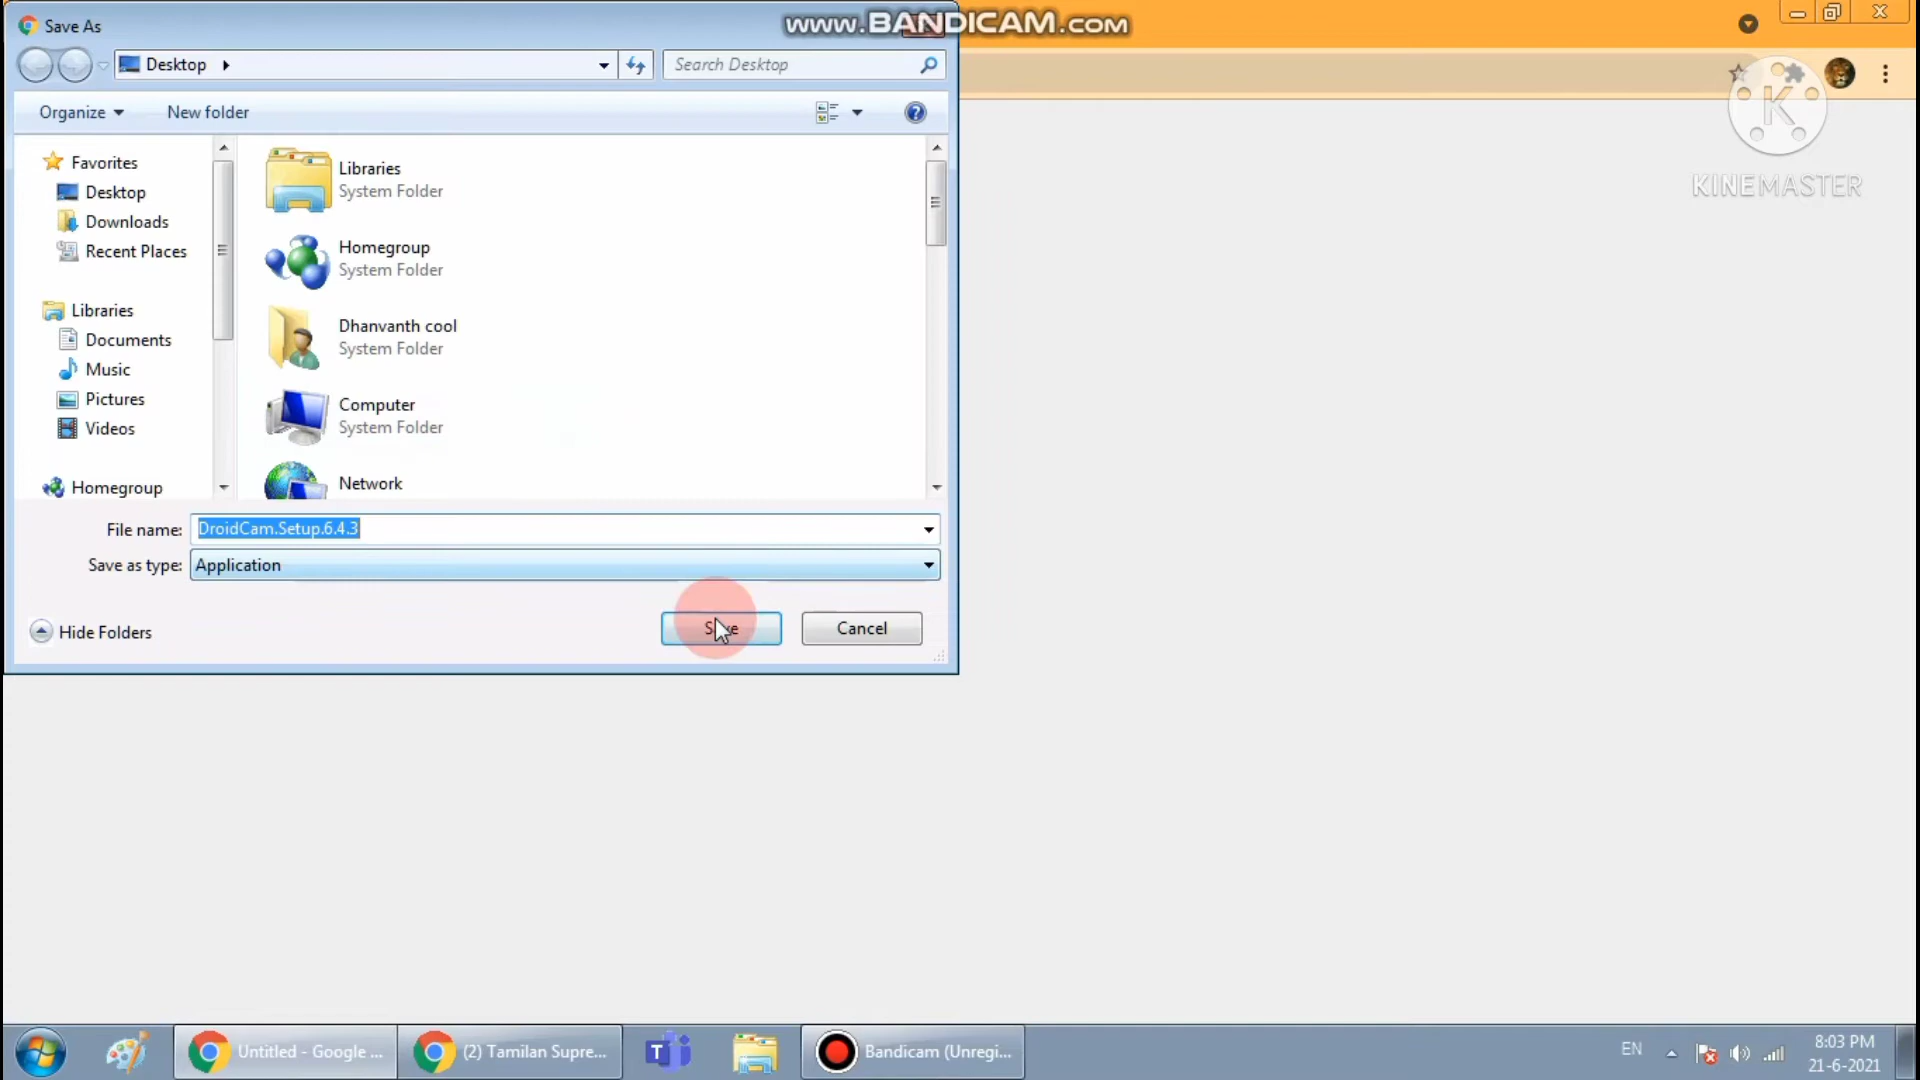 Save As
www.BANDICAM.com
Desktop
Search Desktop
Organize
New folder
KINEMASTER
Favorites
Desktop
Downloads
Recent Places
Libraries
Documents
Music
Pictures
Videos
Homegroup
Libraries
System Folder
Homegroup
System Folder
Dhanvanth cool
System Folder
Computer
System Folder
Network
File name: DroidCam.Setup.6.4.3
Save as type: Application
Hide Folders
Save
Cancel
Untitled - Google ...
(2) Tamilan Supre...
Bandicam (Unregi...
EN
8:03 PM
21-6-2021